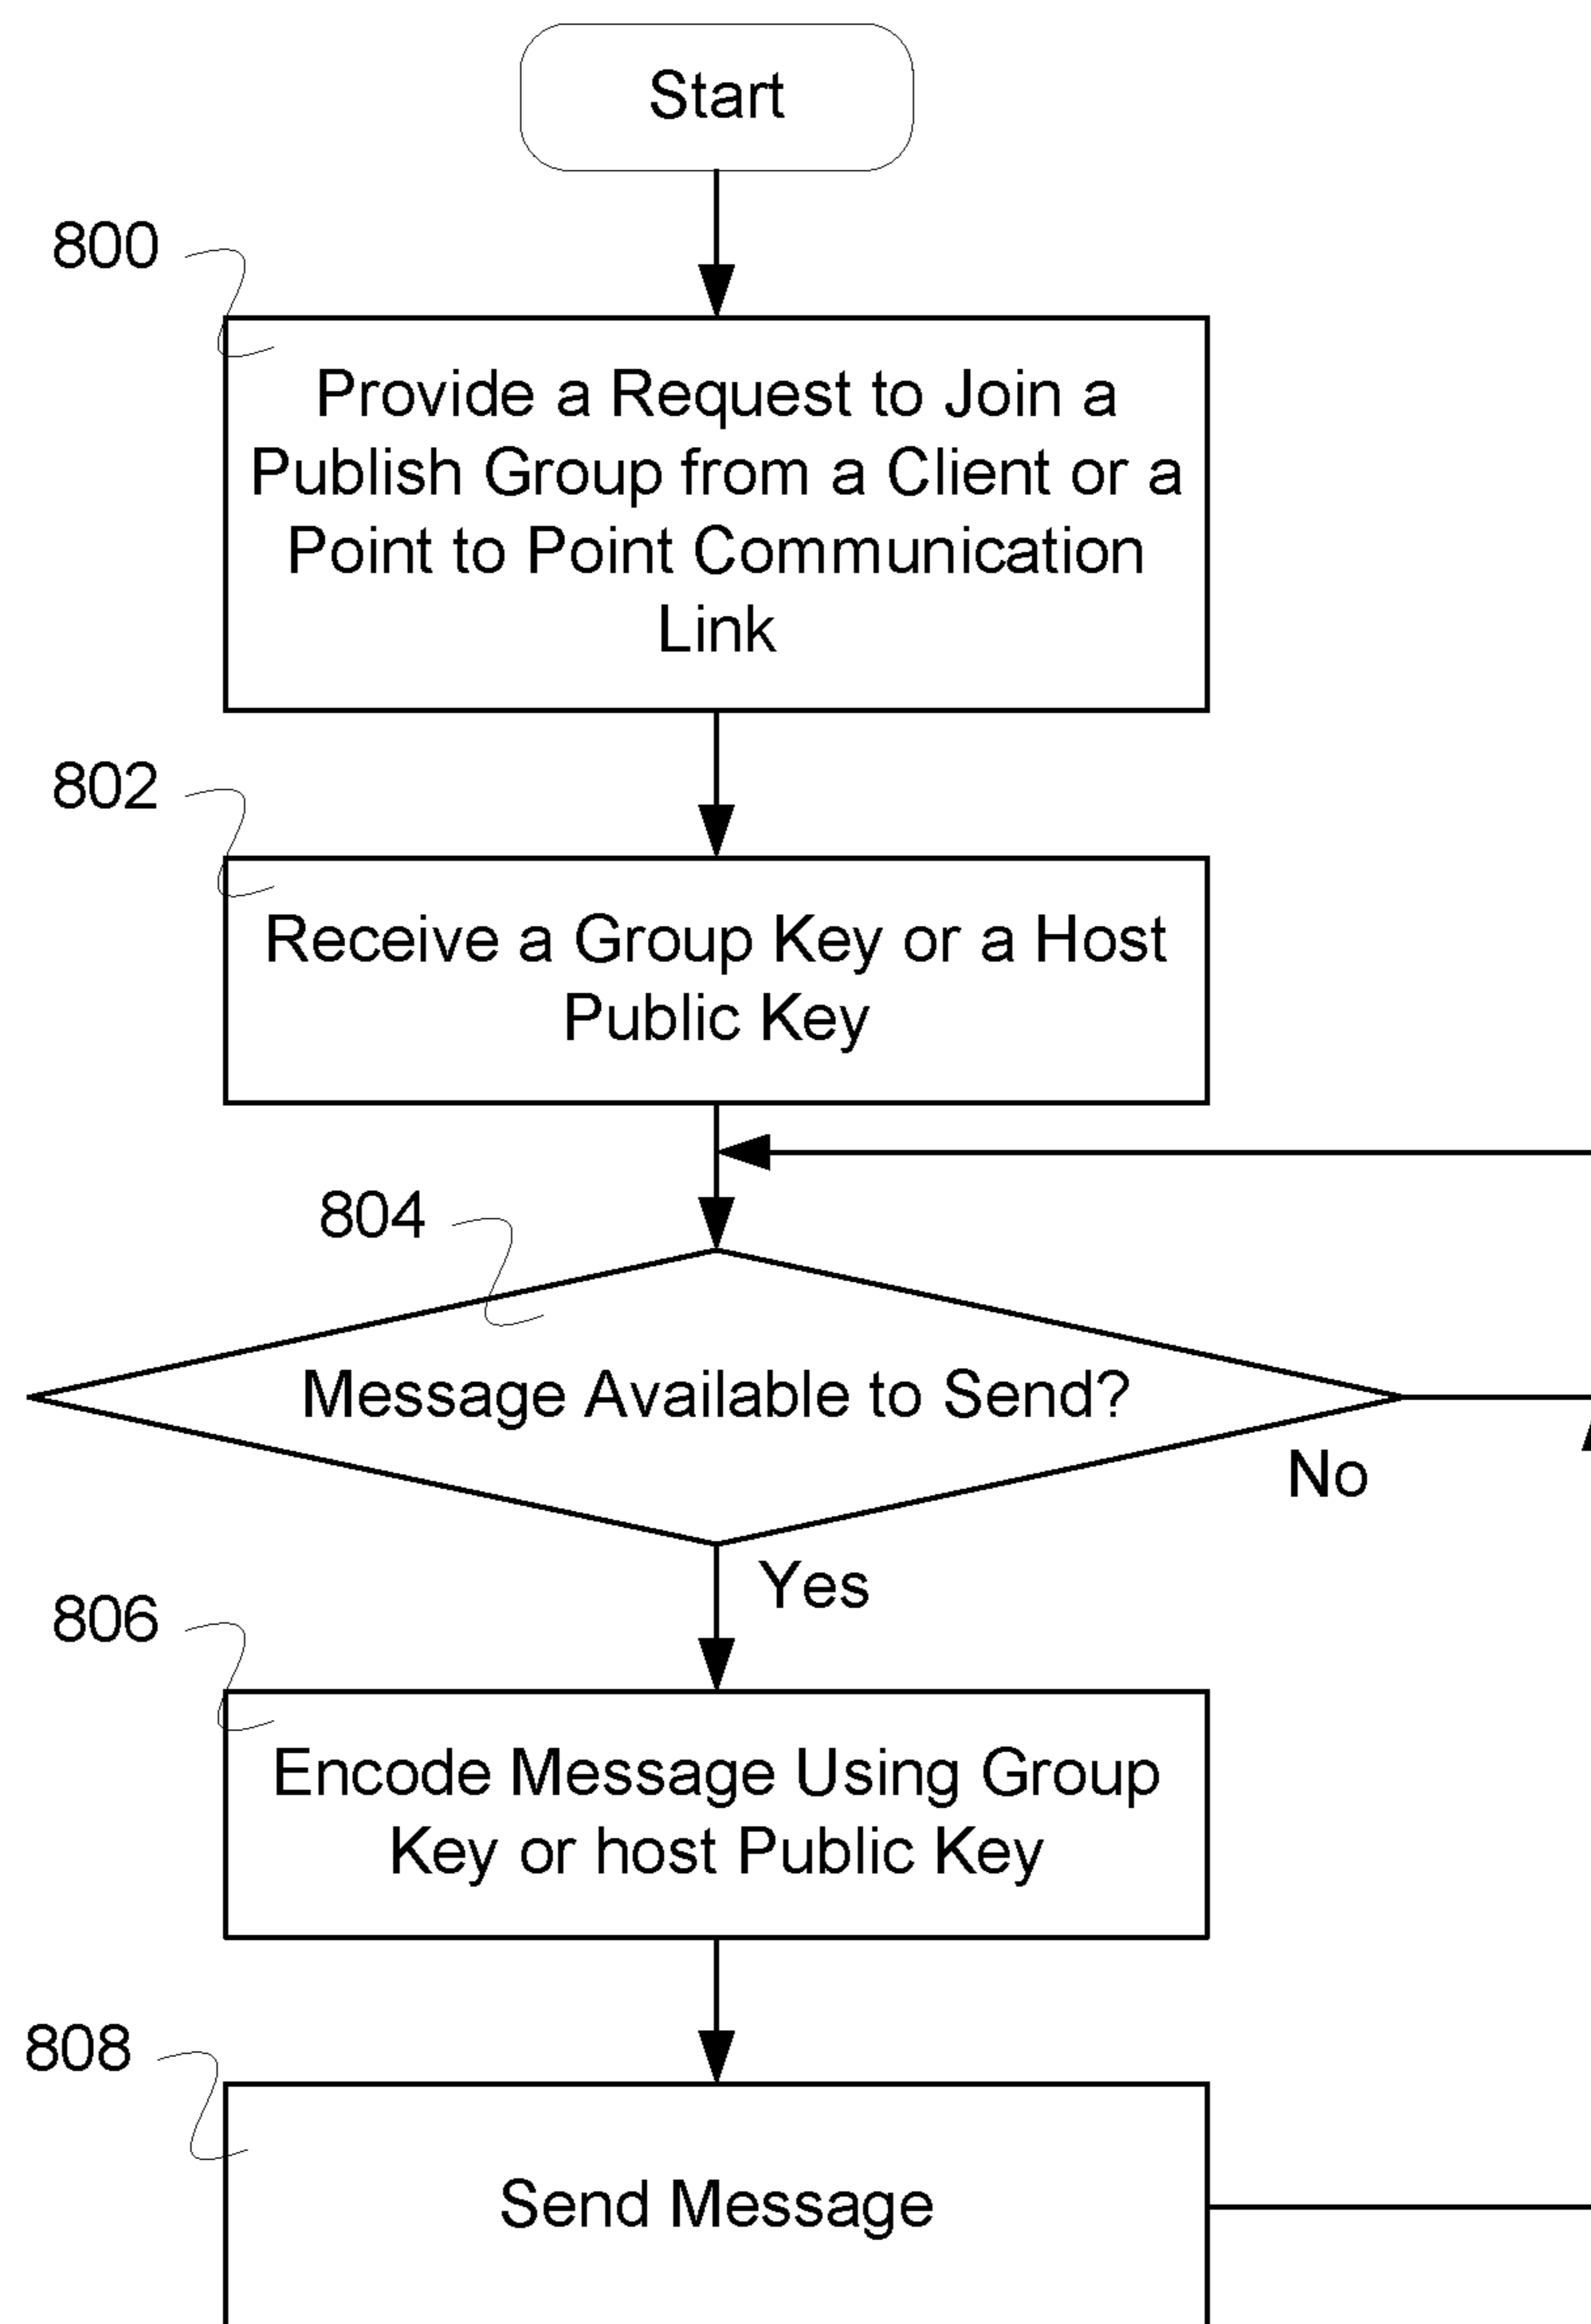 Start
800
Provide a Request to Join a
Publish Group from a Client or a
Point to Point Communication
Link
802
Receive a Group Key or a Host
Public Key
804
Message Available to Send?
No
Yes
806
Encode Message Using Group
Key or host Public Key
808
Send Message